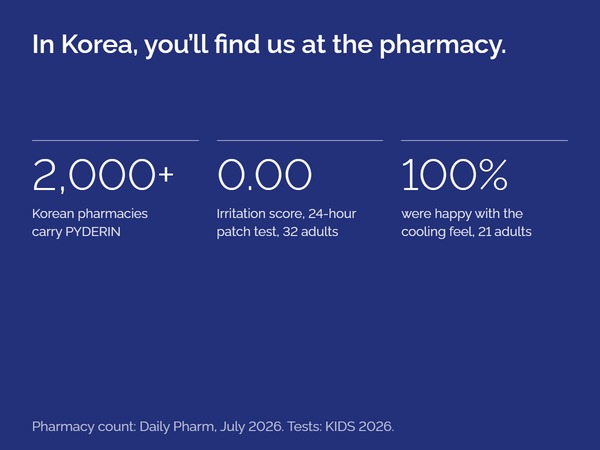 In Korea, you’ll find us at the pharmacy.
2,000+
Korean pharmacies
carry PYDERIN
0.00
Irritation score, 24-hour
patch test, 32 adults
100%
were happy with the
cooling feel, 21 adults
Pharmacy count: Daily Pharm, July 2026. Tests: KIDS 2026.